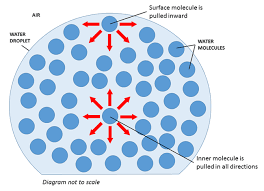 Surface molecule is
pulled inward
AIR
WATER
DROPLET
WATER
MOLECULES
Inner molecule is
pulled in all directions
Diagram not to scale